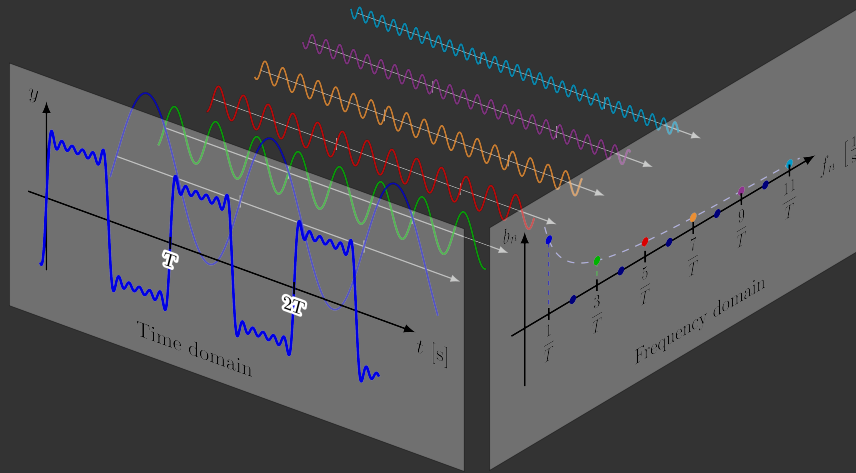 y
T
2T
t [s]
Time domain
b_n
1/T
3/T
5/T
7/T
9/T
11/T
f_n
Frequency domain